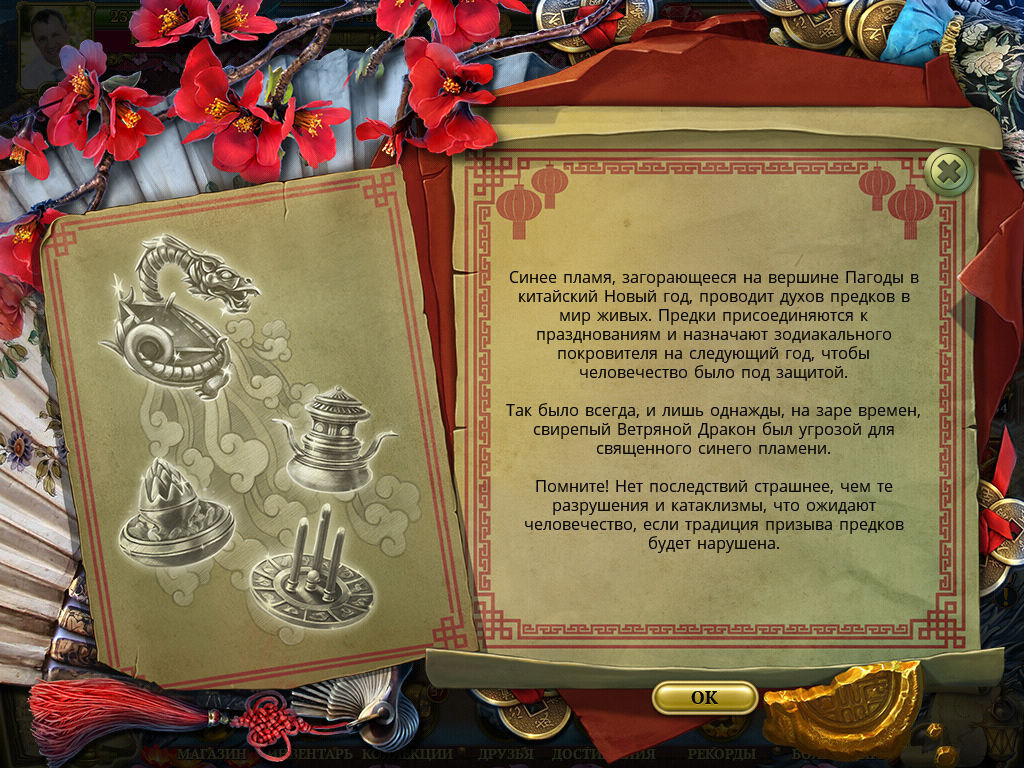 Синее пламя, загорающееся на вершине Пагоды в
китайский Новый год, проводит духов предков в
мир живых. Предки присоединяются к
празднованиям и назначают зодиакального
покровителя на следующий год, чтобы
человечество было под защитой.
Так было всегда, и лишь однажды, на заре времен,
свирепый Ветряной Дракон был угрозой для
священного синего пламени.
Помните! Нет последствий страшнее, чем те
разрушения и катаклизмы, что ожидают
человечество, если традиция призыва предков
будет нарушена.
OK
МАГАЗИН ИНВЕНТАРЬ ДРУЗЬЯ РЕКОРДЫ